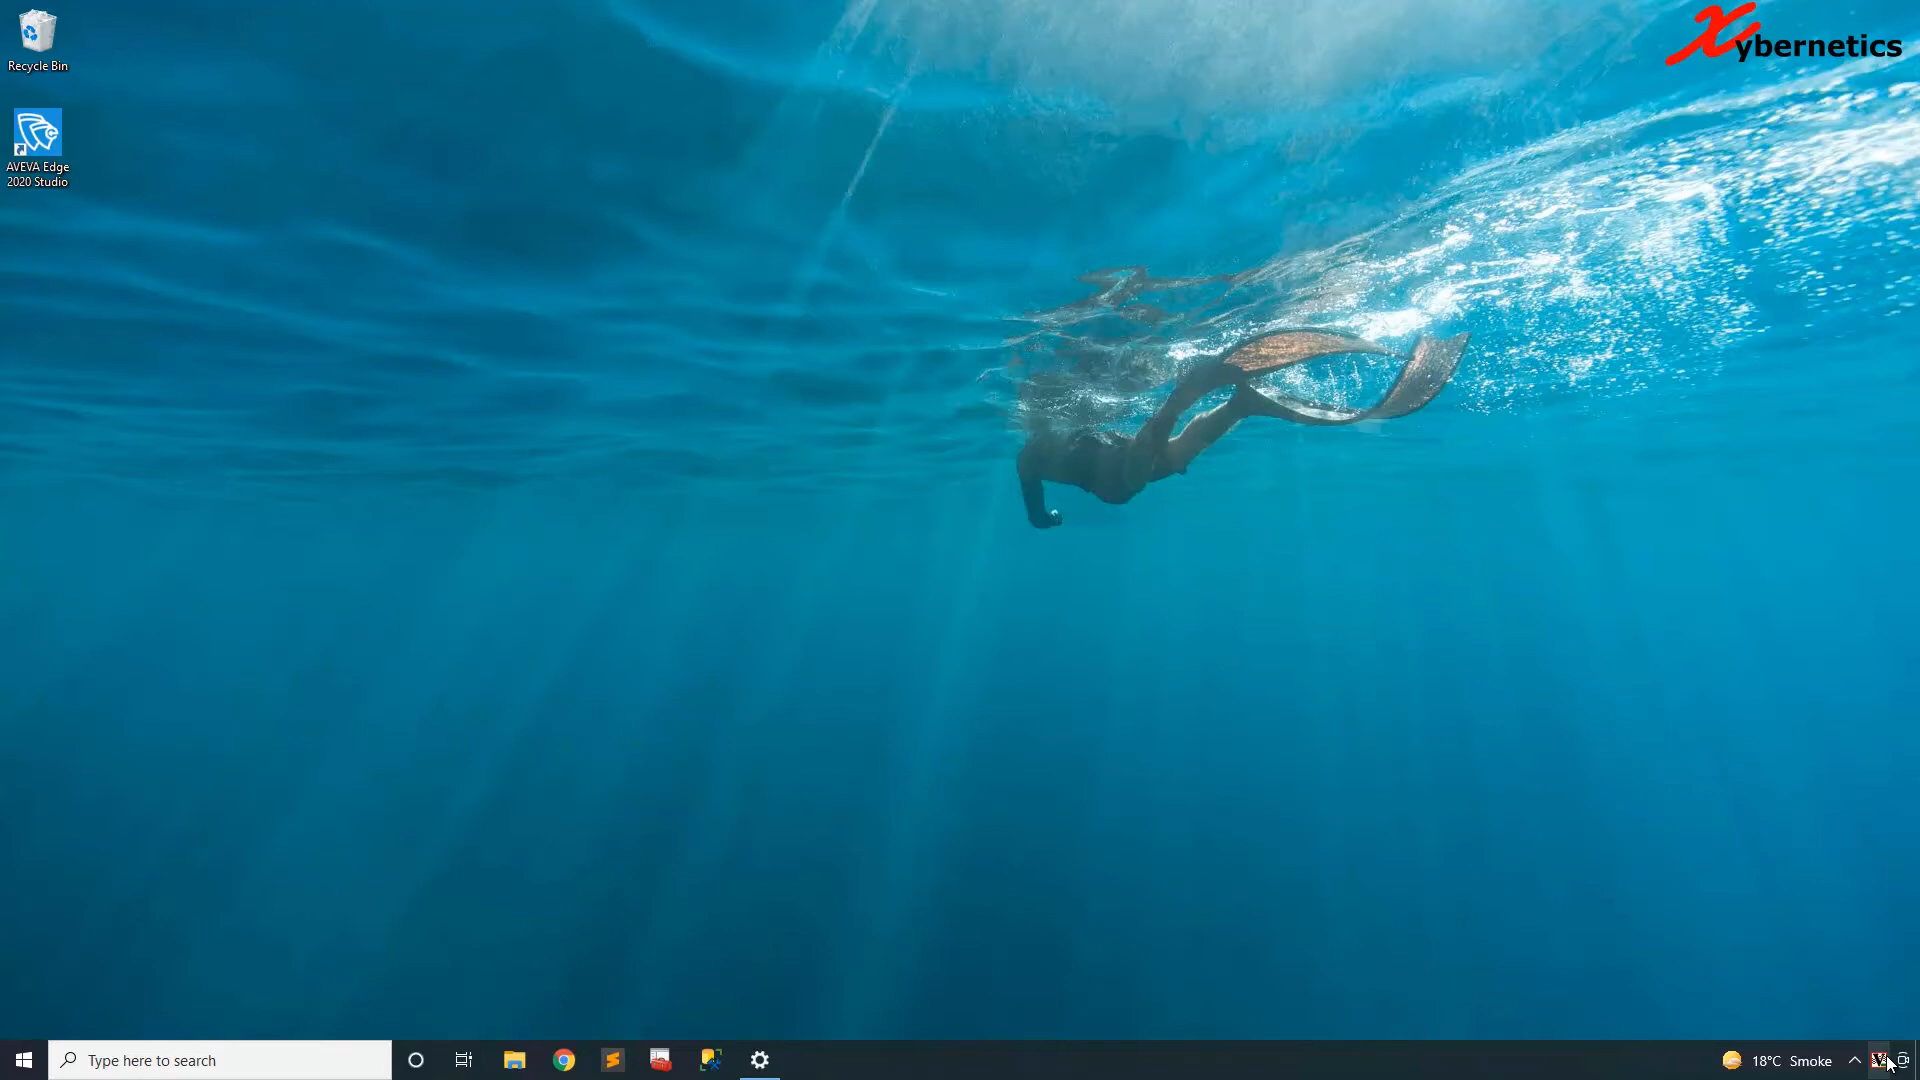 Xybernetics
Recycle Bin
AVEVA Edge
2020 Studio
Type here to search
18°C Smoke